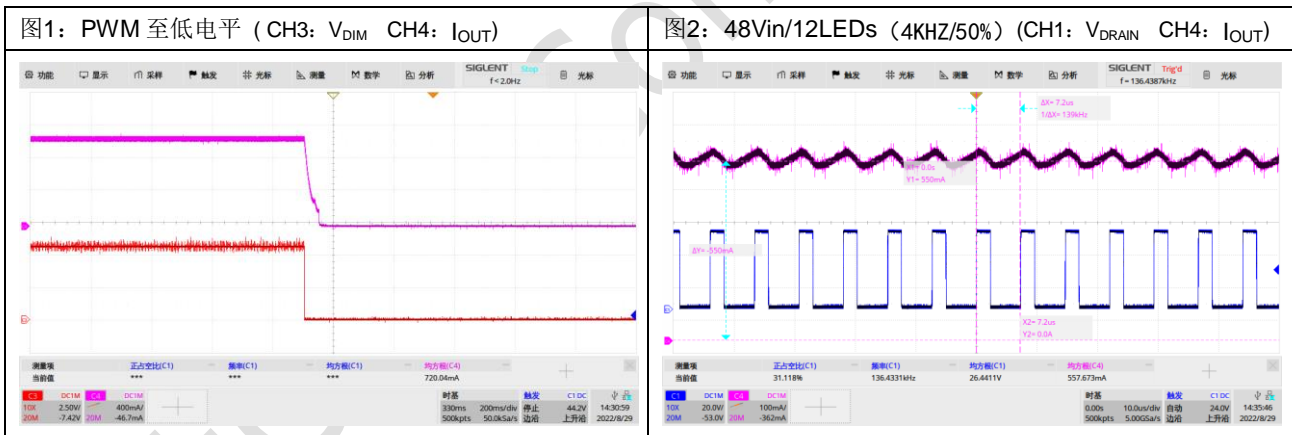 图1：PWM 至低电平 ( CH3：VDIM CH4：IOUT)
图2：48Vin/12LEDs（4KHZ/50%）(CH1：VDRAIN CH4：IOUT)
功能 显示 采样 触发 光标 测量 数学 分析 SIGLENT Stop 光标
f < 2.0Hz
测量项 正占空比(C1) 频率(C1) 均方根(C1) 均方根(C4)
当前值 *** *** *** 720.04mA
C3 DC1M C4 DC1M 时基 触发 C1 DC
10X 2.50V/ 400mA/ 330ms 200ms/div 停止 44.2V 14:30:59
20M -7.42V 20M -46.7mA 500kpts 50.0kSa/s 边沿 上升沿 2022/8/29
功能 显示 采样 触发 光标 测量 数学 分析 SIGLENT Trig'd 光标
f = 136.4387kHz
ΔX= 7.2us
1/ΔX= 139kHz
X1= 0.0s
Y1= 550mA
ΔY= -550mA
X2= 7.2us
Y2= 0.0A
测量项 正占空比(C1) 频率(C1) 均方根(C1) 均方根(C4)
当前值 31.118% 136.4331kHz 26.4411V 557.673mA
C1 DC1M C4 DC1M 时基 触发 C1 DC
10X 20.0V/ 100mA/ 0.00s 10.0us/div 自动 24.0V 14:35:46
20M -53.0V 20M -362mA 500kpts 5.00GSa/s 边沿 上升沿 2022/8/29